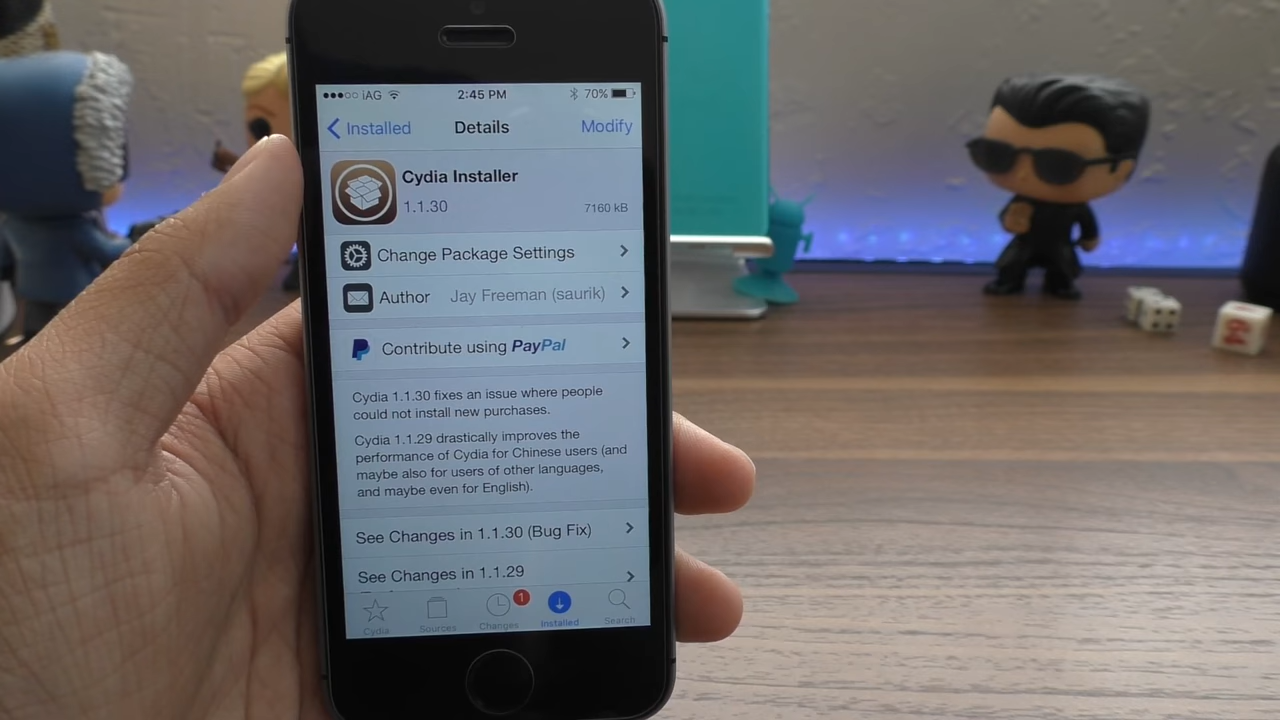 iAG 2:45 PM 70%
Installed Details Modify
Cydia Installer
1.1.30 7160 kB
Change Package Settings
Author Jay Freeman (saurik)
Contribute using PayPal
Cydia 1.1.30 fixes an issue where people
could not install new purchases.
Cydia 1.1.29 drastically improves the
performance of Cydia for Chinese users (and
maybe also for users of other languages,
and maybe even for English).
See Changes in 1.1.30 (Bug Fix)
See Changes in 1.1.29
1
Cydia Sources Changes Installed Search
64